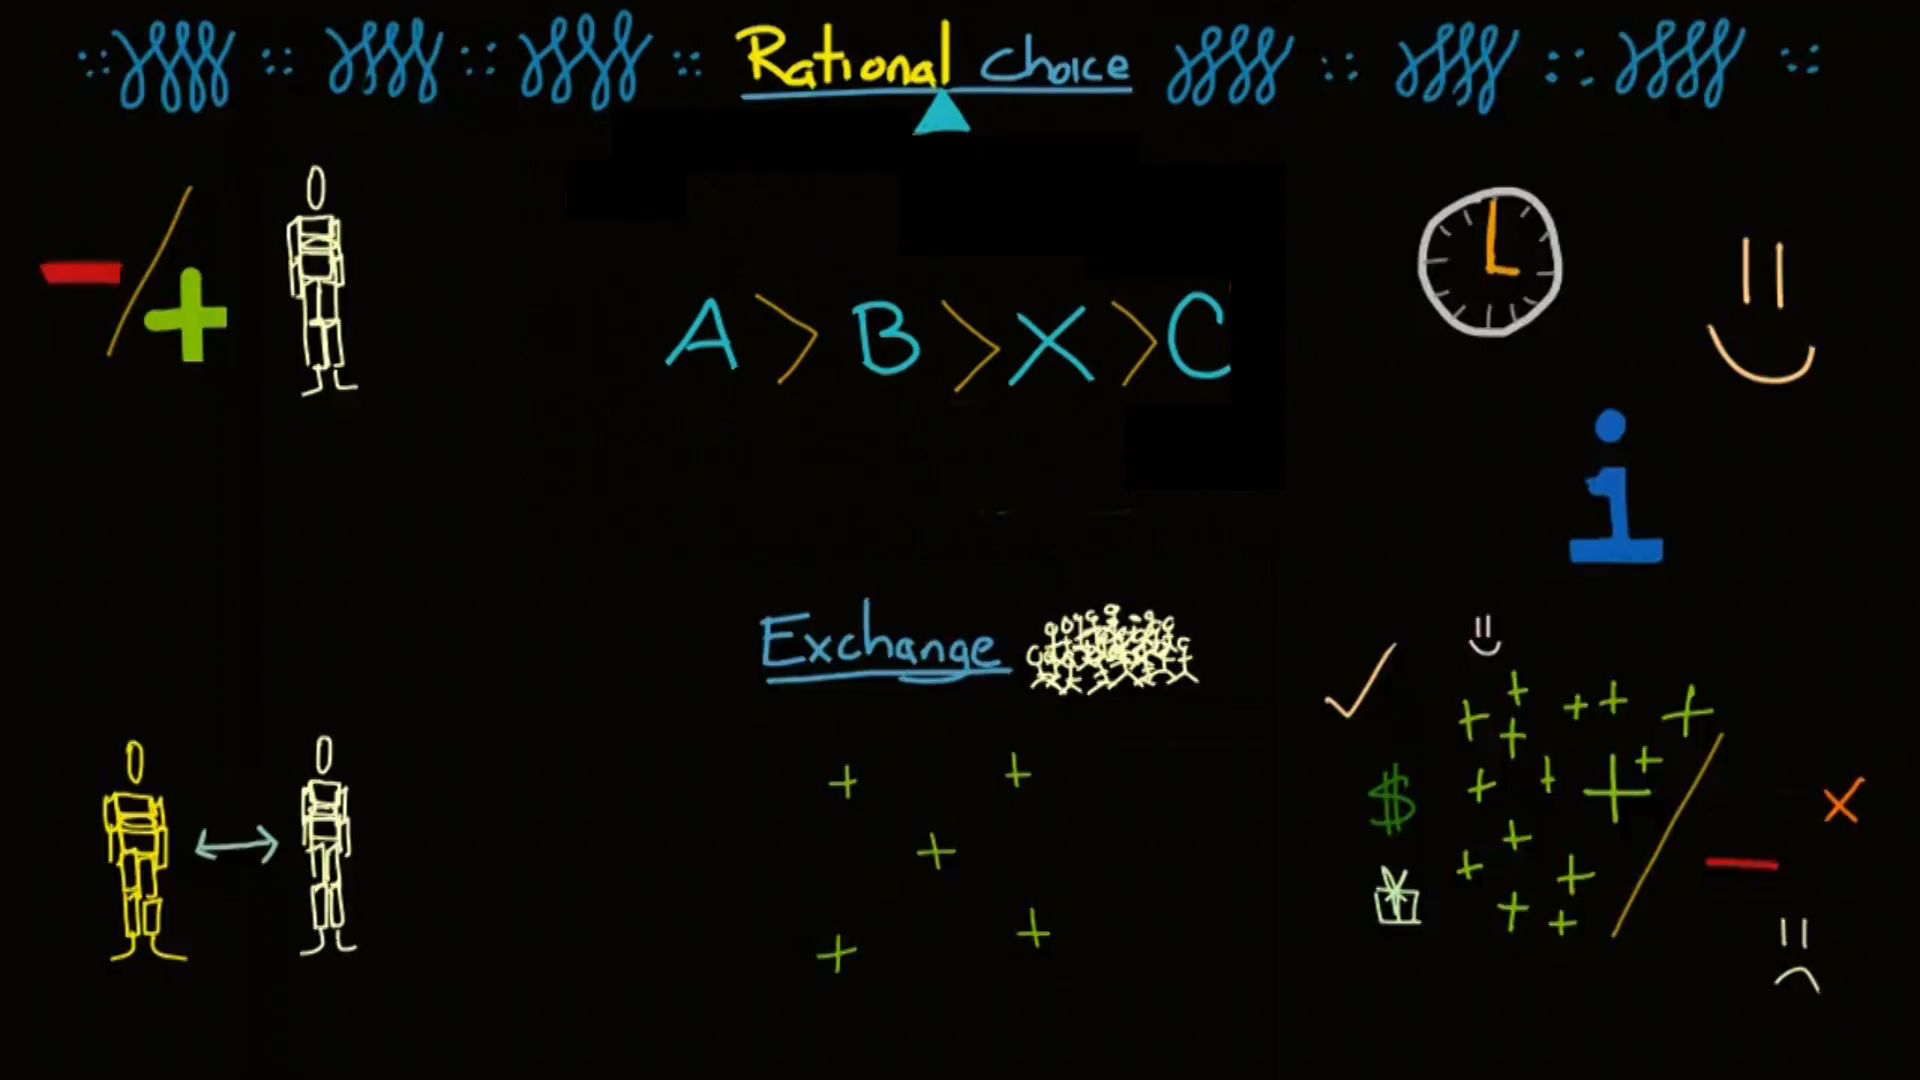 Rational Choice
A > B > X > C
i
Exchange
$